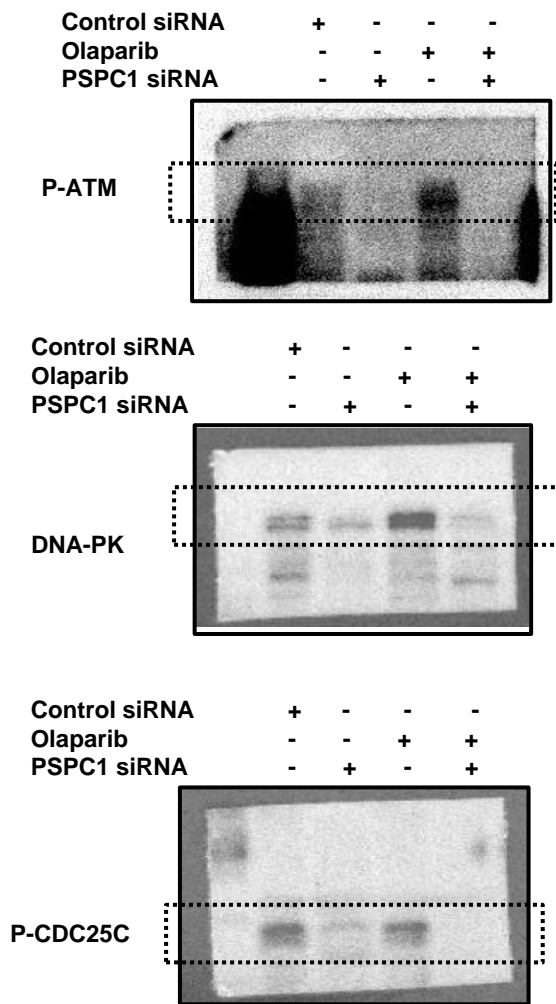 Control siRNA + - - -
Olaparib - - + +
PSPC1 siRNA - + - +
P-ATM
Control siRNA + - - -
Olaparib - - + +
PSPC1 siRNA - + - +
DNA-PK
Control siRNA + - - -
Olaparib - - + +
PSPC1 siRNA - + - +
P-CDC25C